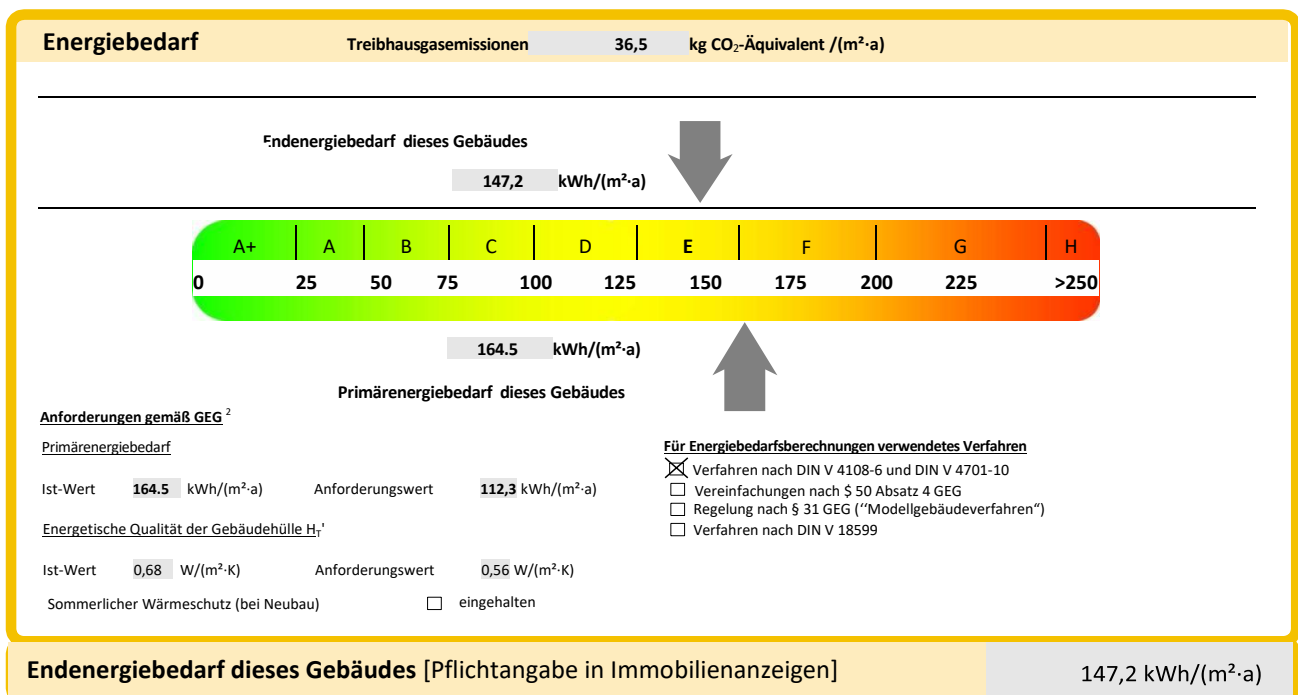 Energiebedarf Treibhausgasemissionen 36,5 kg CO₂-Äquivalent /(m²·a)
Endenergiebedarf dieses Gebäudes
147,2 kWh/(m²·a)
A+ A B C D E F G H
0 25 50 75 100 125 150 175 200 225 >250
164.5 kWh/(m²·a)
Primärenergiebedarf dieses Gebäudes
Anforderungen gemäß GEG ²
Primärenergiebedarf
Ist-Wert 164.5 kWh/(m²·a) Anforderungswert 112,3 kWh/(m²·a)
Energetische Qualität der Gebäudehülle H_T'
Ist-Wert 0,68 W/(m²·K) Anforderungswert 0,56 W/(m²·K)
Sommerlicher Wärmeschutz (bei Neubau) ☐ eingehalten
Für Energiebedarfsberechnungen verwendetes Verfahren
☒ Verfahren nach DIN V 4108-6 und DIN V 4701-10
☐ Vereinfachungen nach $ 50 Absatz 4 GEG
☐ Regelung nach § 31 GEG (‘‘Modellgebäudeverfahren“)
☐ Verfahren nach DIN V 18599
Endenergiebedarf dieses Gebäudes [Pflichtangabe in Immobilienanzeigen] 147,2 kWh/(m²·a)